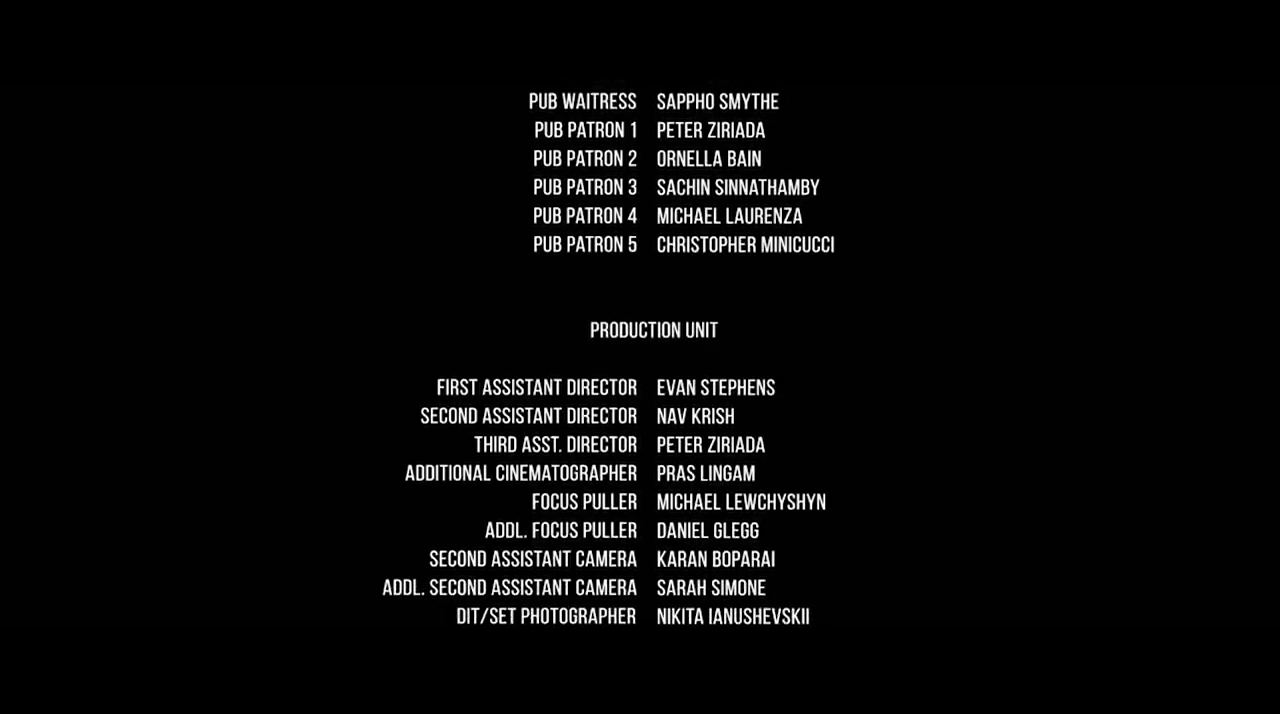 PUB WAITRESS SAPPHO SMYTHE
PUB PATRON 1 PETER ZIRIADA
PUB PATRON 2 ORNELLA BAIN
PUB PATRON 3 SACHIN SINNATHAMBY
PUB PATRON 4 MICHAEL LAURENZA
PUB PATRON 5 CHRISTOPHER MINICUCCI
PRODUCTION UNIT
FIRST ASSISTANT DIRECTOR EVAN STEPHENS
SECOND ASSISTANT DIRECTOR NAV KRISH
THIRD ASST. DIRECTOR PETER ZIRIADA
ADDITIONAL CINEMATOGRAPHER PRAS LINGAM
FOCUS PULLER MICHAEL LEWCHYSHYN
ADDL. FOCUS PULLER DANIEL GLEGG
SECOND ASSISTANT CAMERA KARAN BOPARAI
ADDL. SECOND ASSISTANT CAMERA SARAH SIMONE
DIT/SET PHOTOGRAPHER NIKITA IANUSHEVSKII